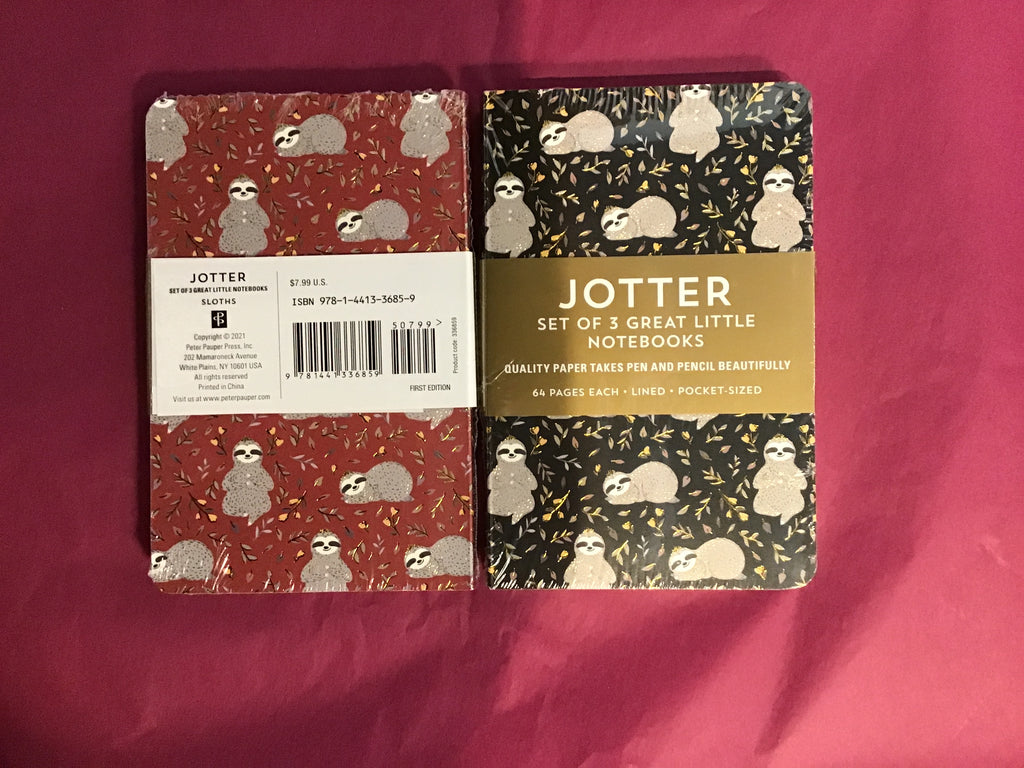 JOTTER
SET OF 3 GREAT LITTLE NOTEBOOKS
SLOTHS
Copyright © 2021
Peter Pauper Press, Inc.
202 Mamaroneck Avenue
White Plains, NY 10601 USA
All rights reserved
Printed in China
Visit us at www.peterpauper.com
$7.99 U.S.
ISBN 978-1-4413-3685-9
50799>
9 781441 336859
Product code: 336859
FIRST EDITION
JOTTER
SET OF 3 GREAT LITTLE
NOTEBOOKS
QUALITY PAPER TAKES PEN AND PENCIL BEAUTIFULLY
64 PAGES EACH • LINED • POCKET-SIZED